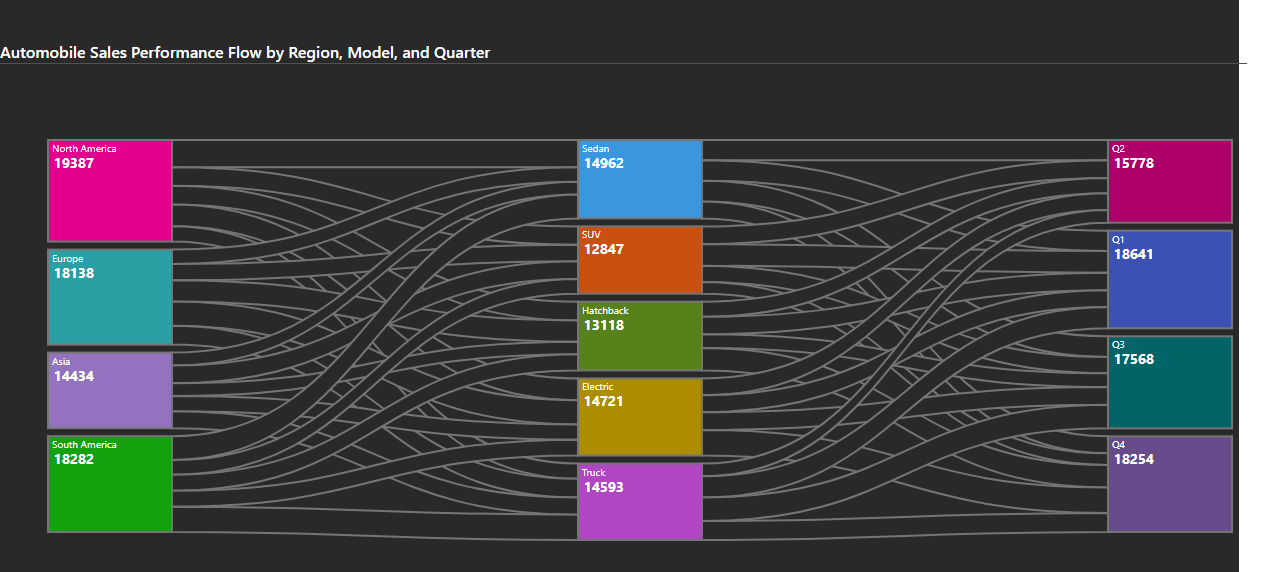 Automobile Sales Performance Flow by Region, Model, and Quarter
North America
19387
Europe
18138
Asia
14434
South America
18282
Sedan
14962
SUV
12847
Hatchback
13118
Electric
14721
Truck
14593
Q2
15778
Q1
18641
Q3
17568
Q4
18254